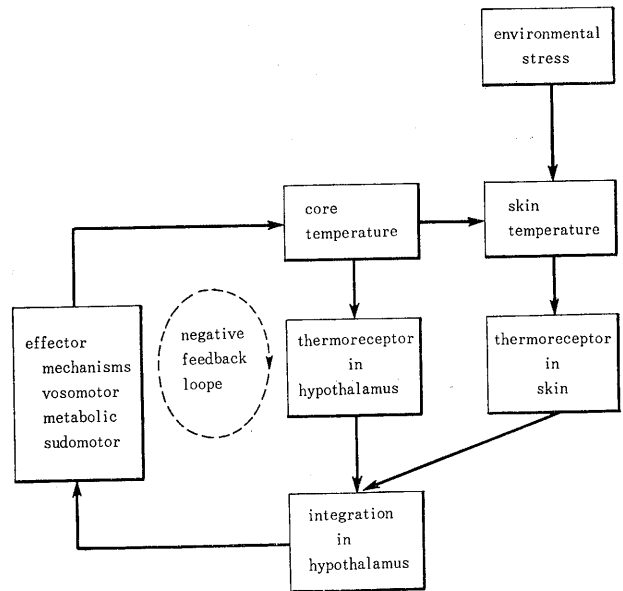 environmental
stress
core
temperature
skin
temperature
effector
mechanisms
vosomotor
metabolic
sudomotor
negative
feedback
loope
thermoreceptor
in
hypothalamus
thermoreceptor
in
skin
integration
in
hypothalamus